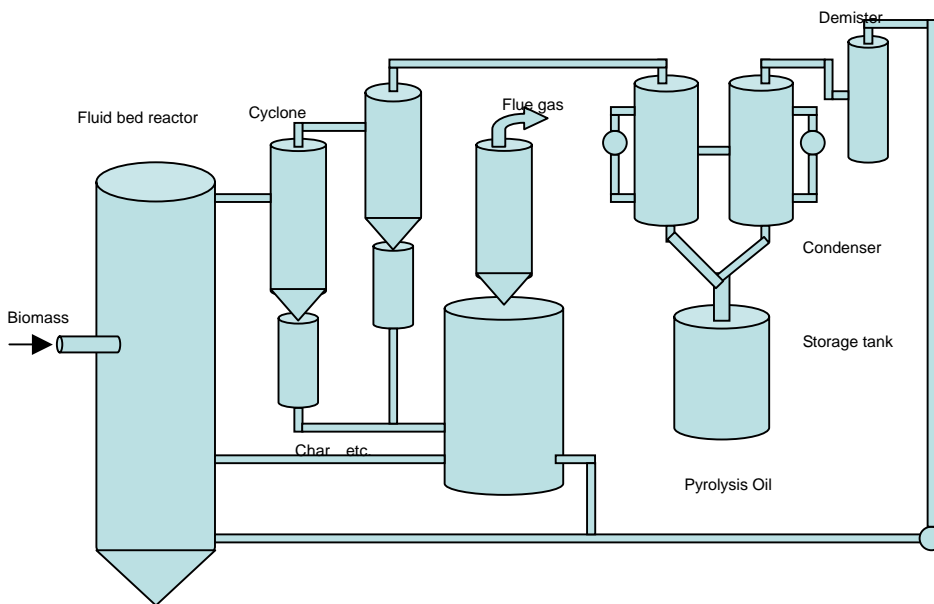 Demister
Flue gas
Fluid bed reactor
Cyclone
Condenser
Biomass
Storage tank
Char etc.
Pyrolysis Oil